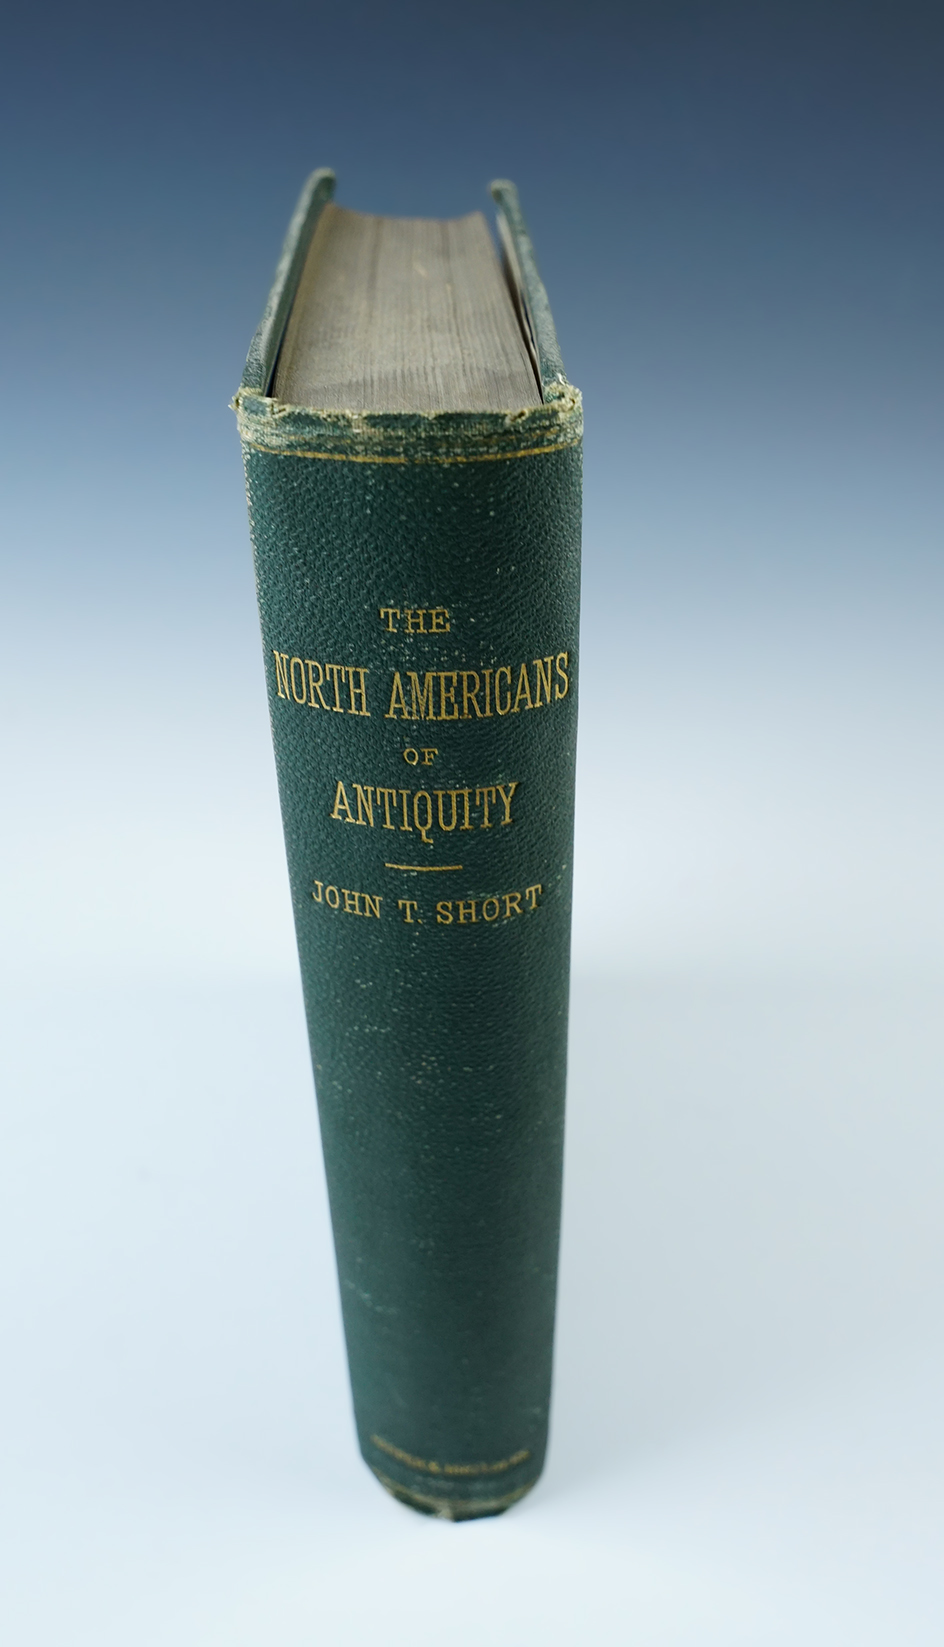 THE
NORTH AMERICANS
OF
ANTIQUITY
JOHN T. SHORT